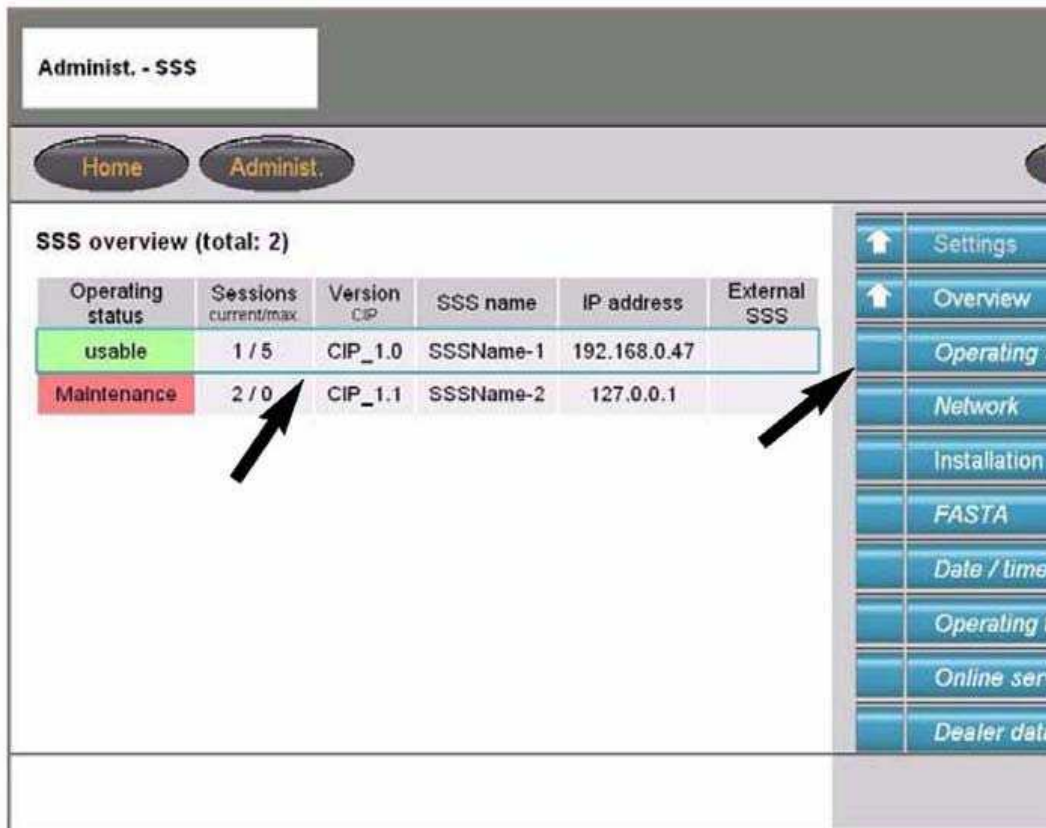 Administ. - SSS
Home Administ.
SSS overview (total: 2)
Operating status Sessions current/max. Version CIP SSS name IP address External SSS
usable 1 / 5 CIP_1.0 SSSName-1 192.168.0.47
Maintenance 2 / 0 CIP_1.1 SSSName-2 127.0.0.1
Settings
Overview
Operating
Network
Installation
FASTA
Date / time
Operating
Online ser
Dealer data